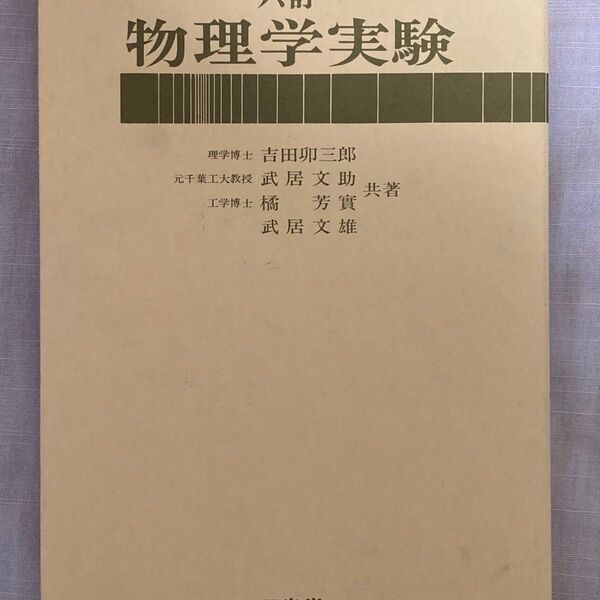 六訂
物理学実験
理学博士 吉田卯三郎
元千葉工大教授 武居文助
工学博士 橘芳實
武居文雄
共著